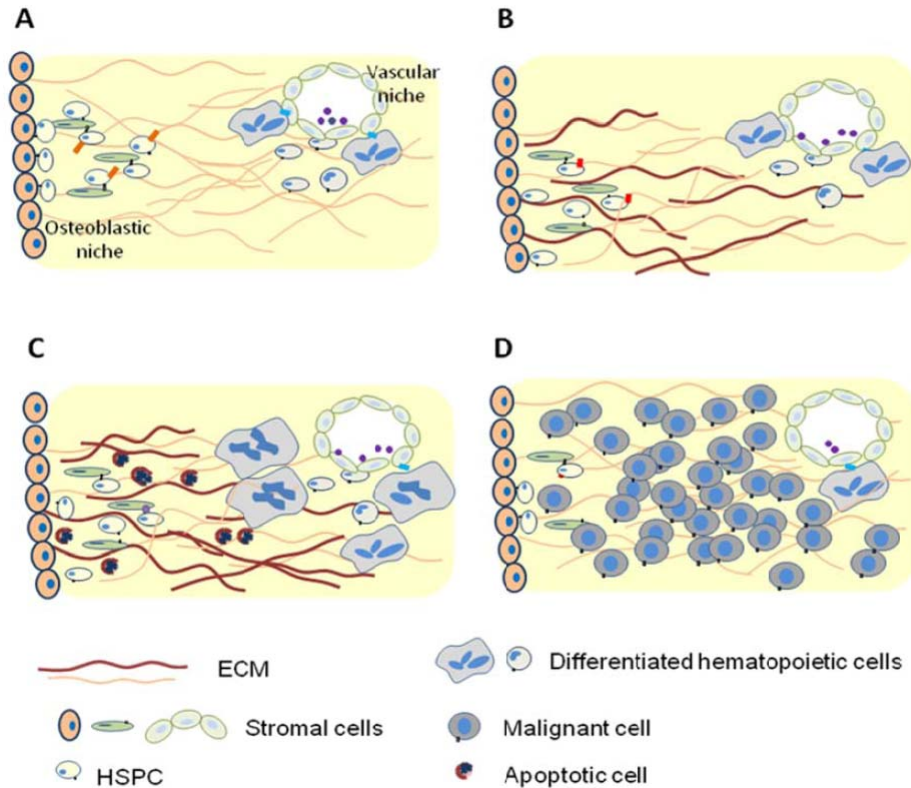 A
B
Vascular
niche
Osteoblastic
niche
C
D
ECM
Differentiated hematopoietic cells
Stromal cells
Malignant cell
HSPC
Apoptotic cell